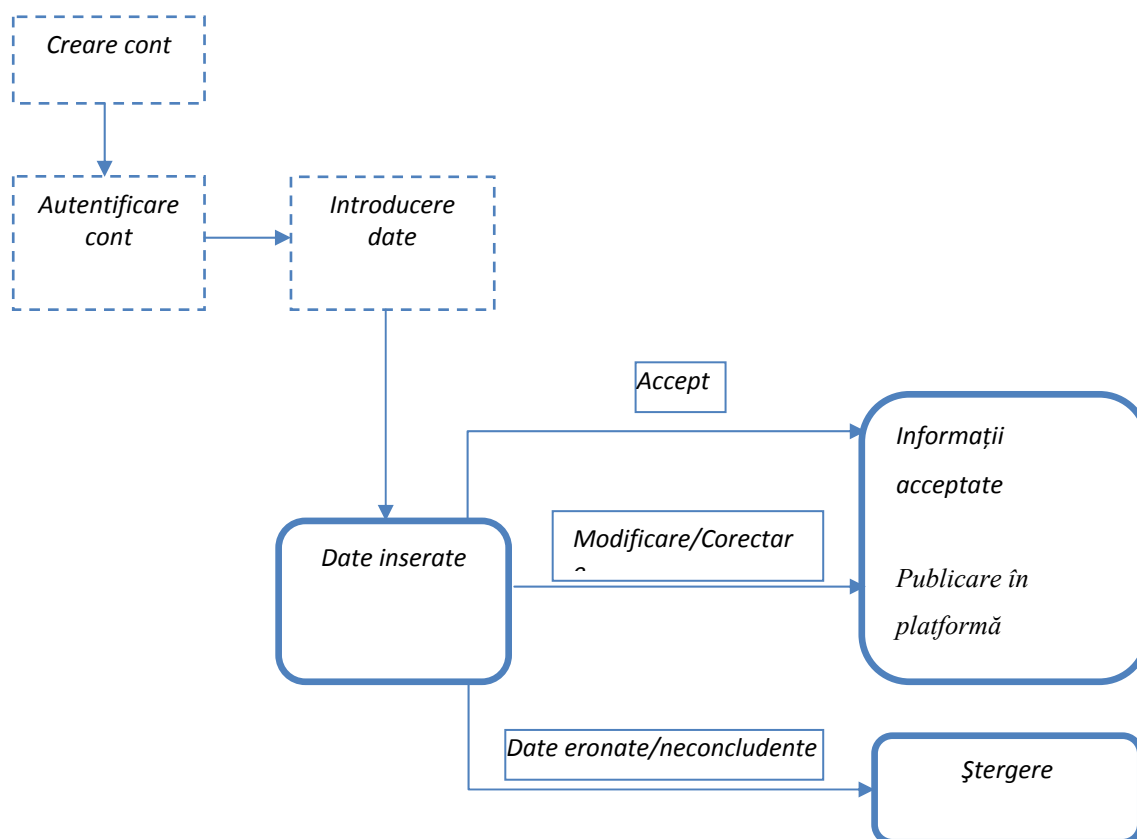 Creare cont
Autentificare
cont
Introducere
date
Accept
Informații
acceptate
Modificare/Corectar
Date inserate
Publicare în
platformă
Date eronate/neconcludente
Ştergere